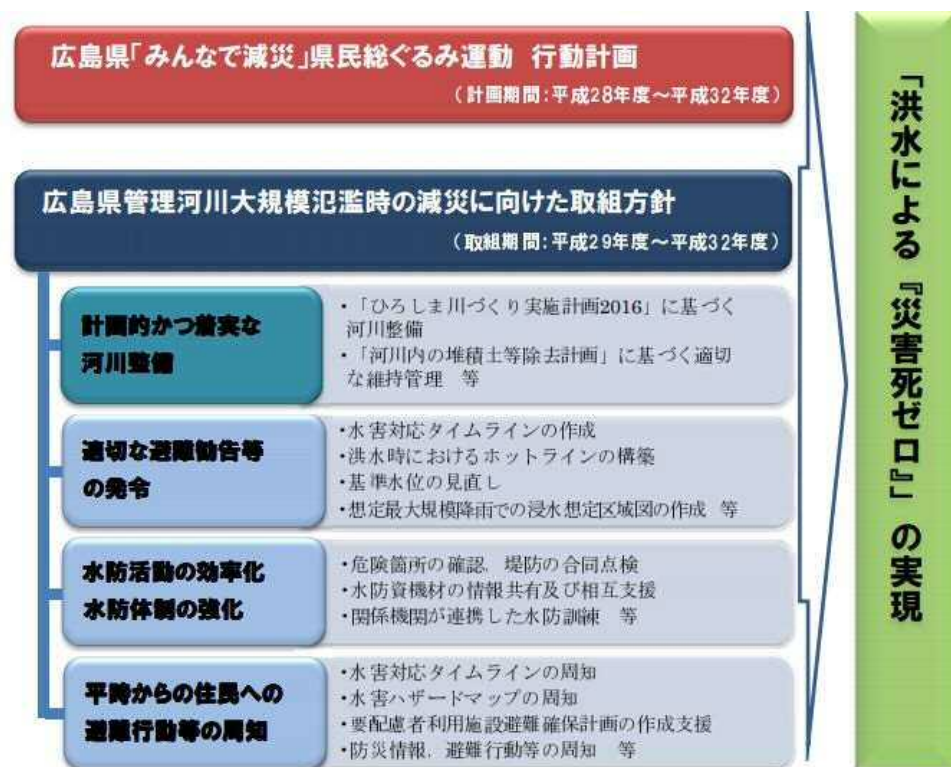 広島県「みんなで減災」県民総ぐるみ運動 行動計画
（計画期間：平成28年度～平成32年度）
広島県管理河川大規模氾濫時の減災に向けた取組方針
（取組期間：平成29年度～平成32年度）
計画的かつ着実な
河川整備
・「ひろしま川づくり実施計画2016」に基づく
河川整備
・「河川内の堆積土等除去計画」に基づく適切
な維持管理 等
適切な避難勧告等
の発令
・水害対応タイムラインの作成
・洪水時におけるホットラインの構築
・基準水位の見直し
・想定最大規模降雨での浸水想定区域図の作成 等
水防活動の効率化
水防体制の強化
・危険箇所の確認，堤防の合同点検
・水防資機材の情報共有及び相互支援
・関係機関が連携した水防訓練 等
平時からの住民への
避難行動等の周知
・水害対応タイムラインの周知
・水害ハザードマップの周知
・要配慮者利用施設避難確保計画の作成支援
・防災情報，避難行動等の周知 等
「洪水による『災害死ゼロ』」の実現